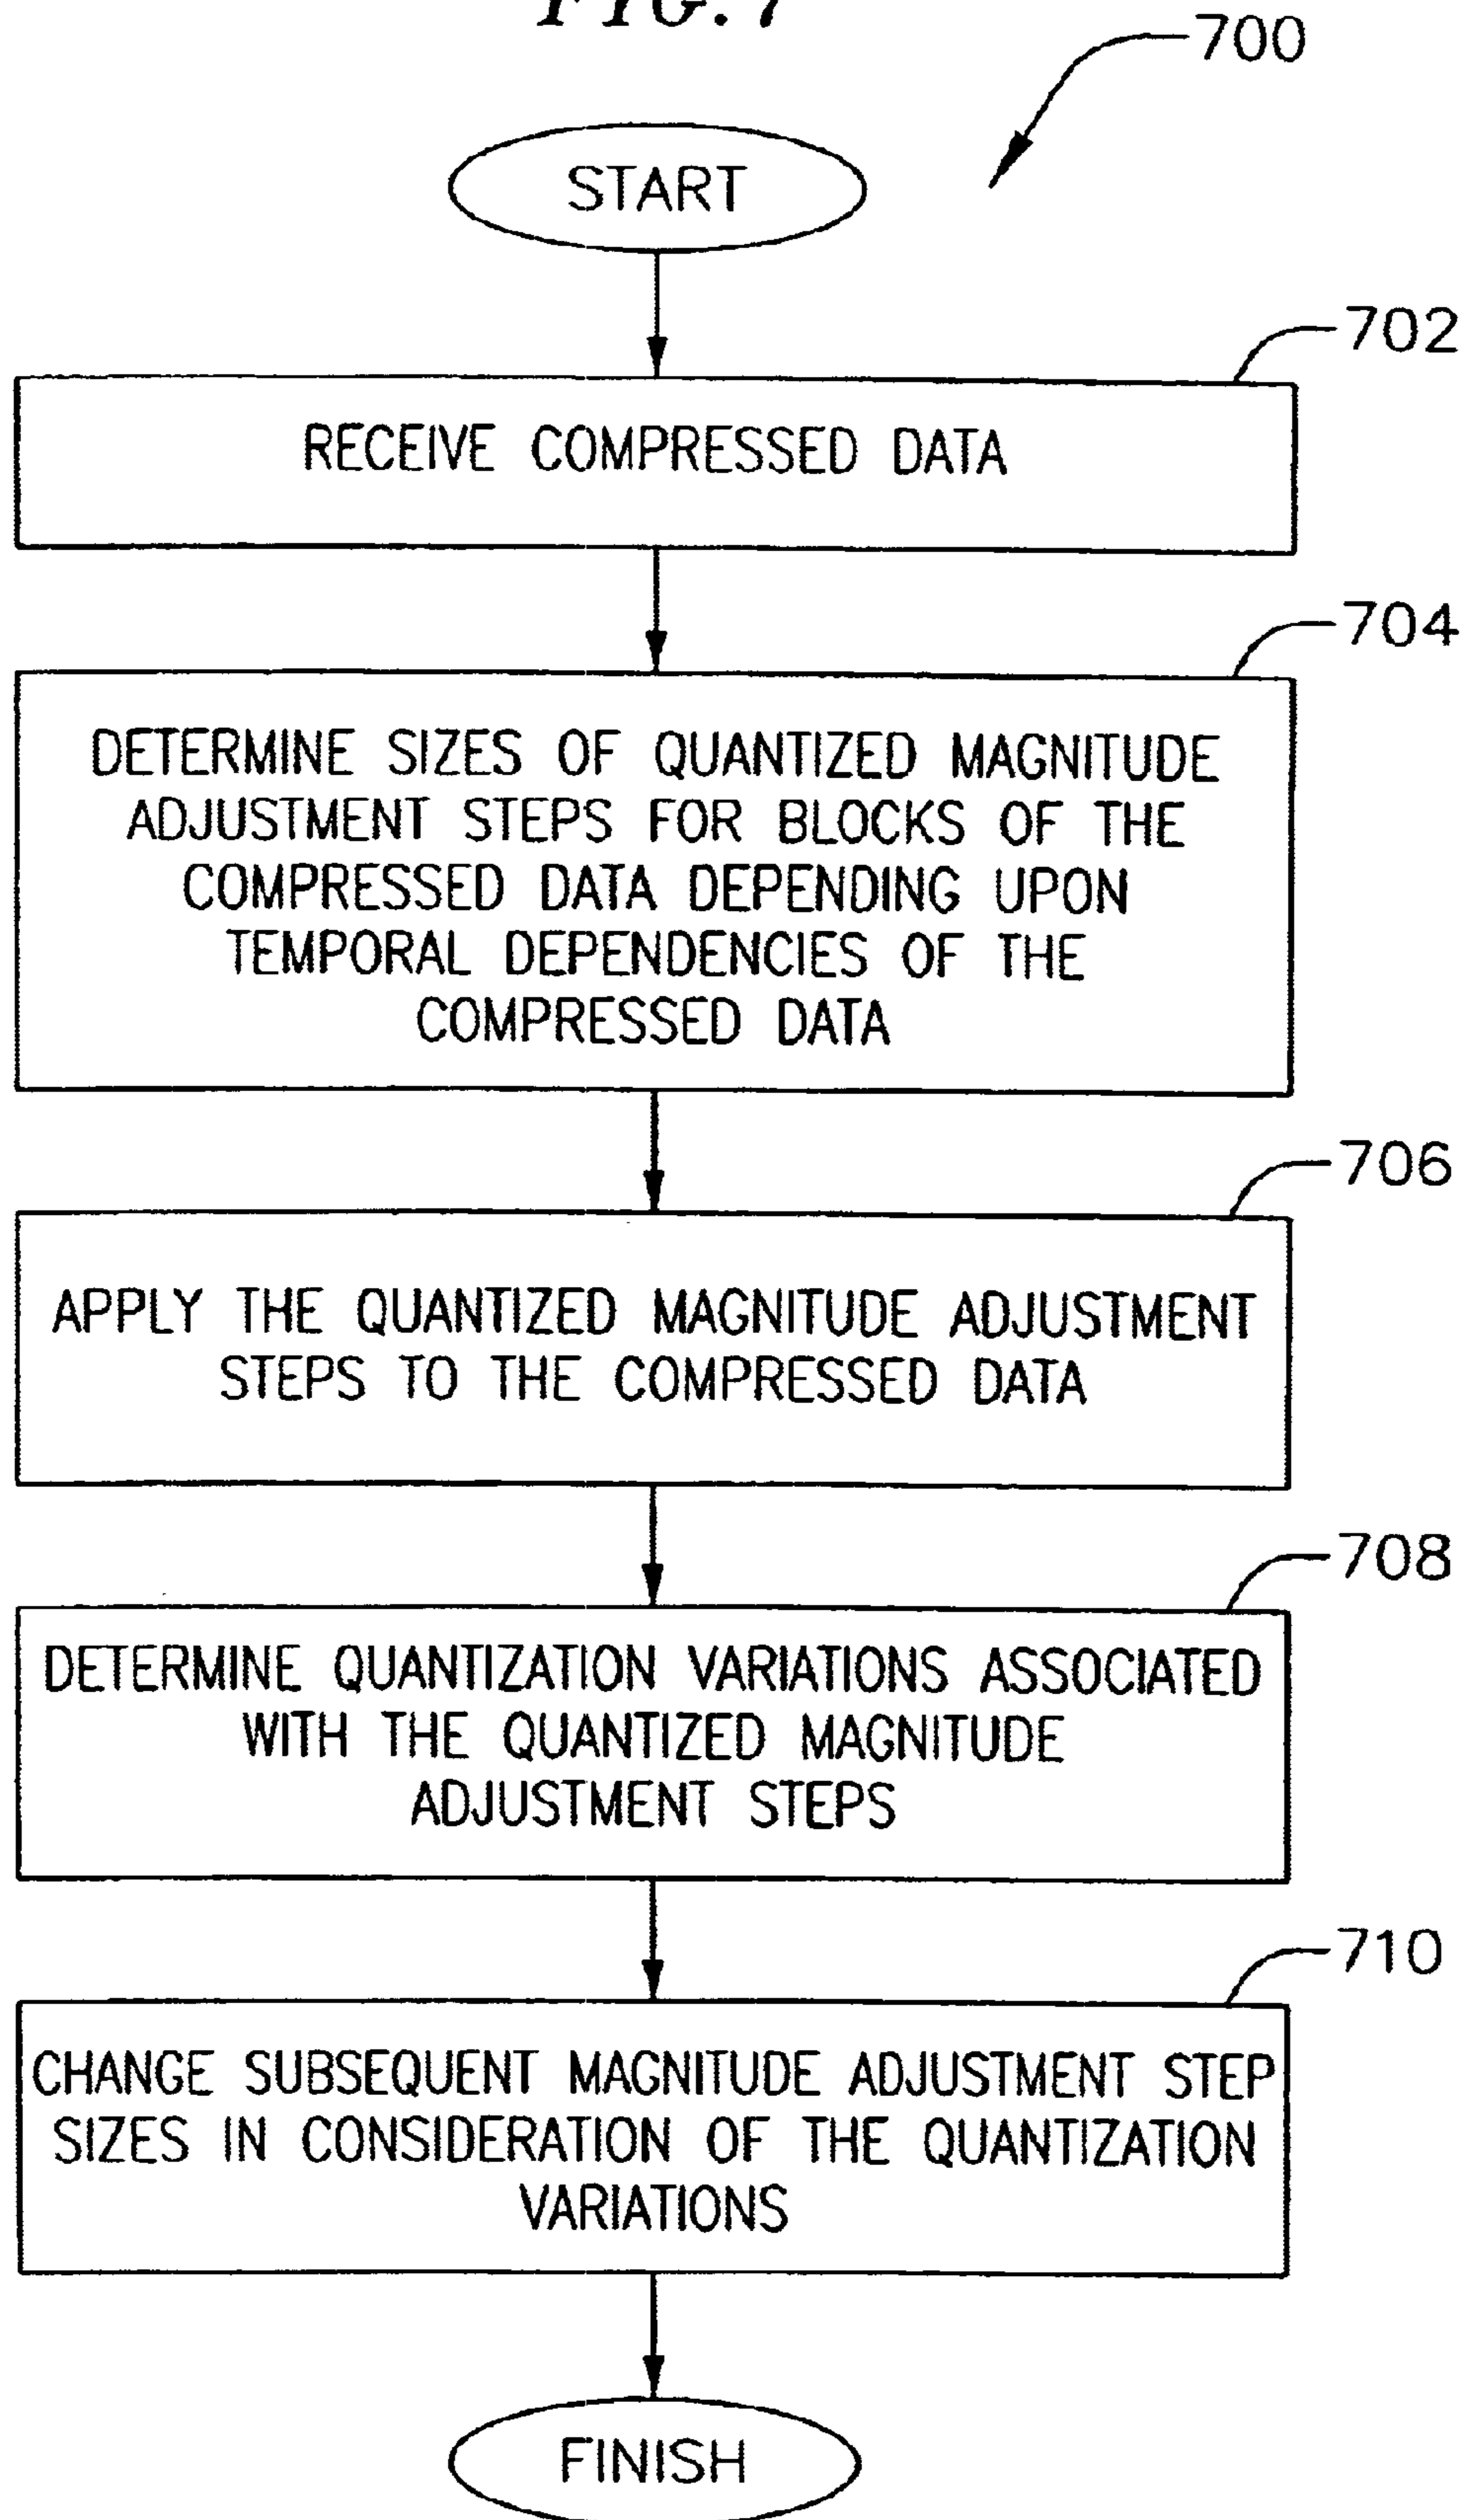 FIG. 7
700
START
702
RECEIVE COMPRESSED DATA
704
DETERMINE SIZES OF QUANTIZED MAGNITUDE
ADJUSTMENT STEPS FOR BLOCKS OF THE
COMPRESSED DATA DEPENDING UPON
TEMPORAL DEPENDENCIES OF THE
COMPRESSED DATA
706
APPLY THE QUANTIZED MAGNITUDE ADJUSTMENT
STEPS TO THE COMPRESSED DATA
708
DETERMINE QUANTIZATION VARIATIONS ASSOCIATED
WITH THE QUANTIZED MAGNITUDE
ADJUSTMENT STEPS
710
CHANGE SUBSEQUENT MAGNITUDE ADJUSTMENT STEP
SIZES IN CONSIDERATION OF THE QUANTIZATION
VARIATIONS
FINISH